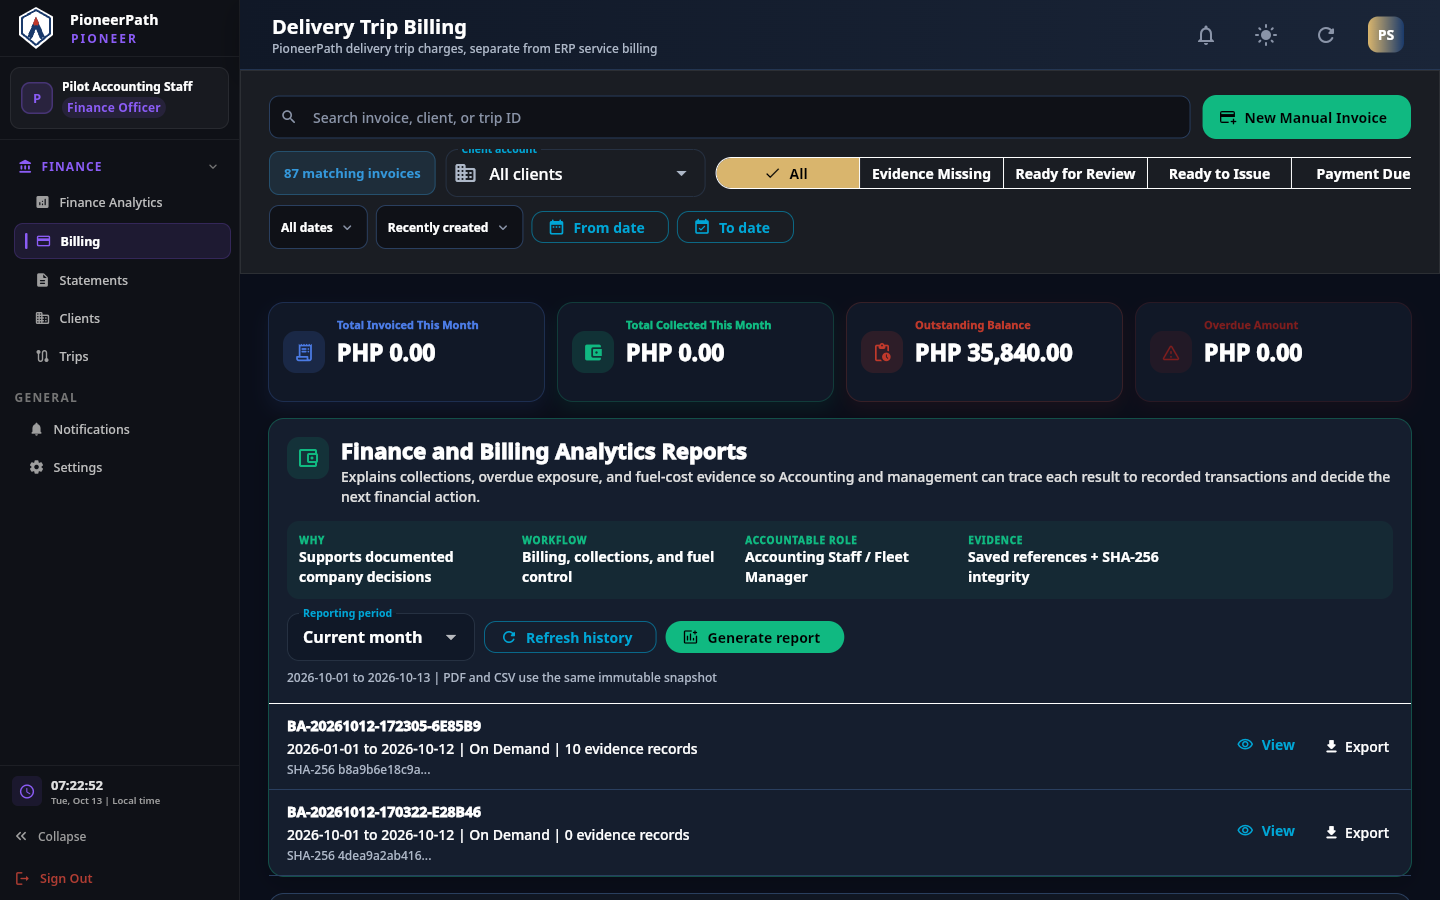 PioneerPath
PIONEER
P
Pilot Accounting Staff
Finance Officer
FINANCE
Finance Analytics
Billing
Statements
Clients
Trips
GENERAL
Notifications
Settings
07:22:52
Tue, Oct 13 | Local time
Collapse
Sign Out
Delivery Trip Billing
PioneerPath delivery trip charges, separate from ERP service billing
PS
Search invoice, client, or trip ID
New Manual Invoice
87 matching invoices
Client account
All clients
All
Evidence Missing
Ready for Review
Ready to Issue
Payment Due
All dates
Recently created
From date
To date
Total Invoiced This Month
PHP 0.00
Total Collected This Month
PHP 0.00
Outstanding Balance
PHP 35,840.00
Overdue Amount
PHP 0.00
Finance and Billing Analytics Reports
Explains collections, overdue exposure, and fuel-cost evidence so Accounting and management can trace each result to recorded transactions and decide the
next financial action.
WHY
Supports documented
company decisions
WORKFLOW
Billing, collections, and fuel
control
ACCOUNTABLE ROLE
Accounting Staff / Fleet
Manager
EVIDENCE
Saved references + SHA-256
integrity
Reporting period
Current month
Refresh history
Generate report
2026-10-01 to 2026-10-13 | PDF and CSV use the same immutable snapshot
BA-20261012-172305-6E85B9
2026-01-01 to 2026-10-12 | On Demand | 10 evidence records
SHA-256 b8a9b6e18c9a...
View
Export
BA-20261012-170322-E28B46
2026-10-01 to 2026-10-12 | On Demand | 0 evidence records
SHA-256 4dea9a2ab416...
View
Export